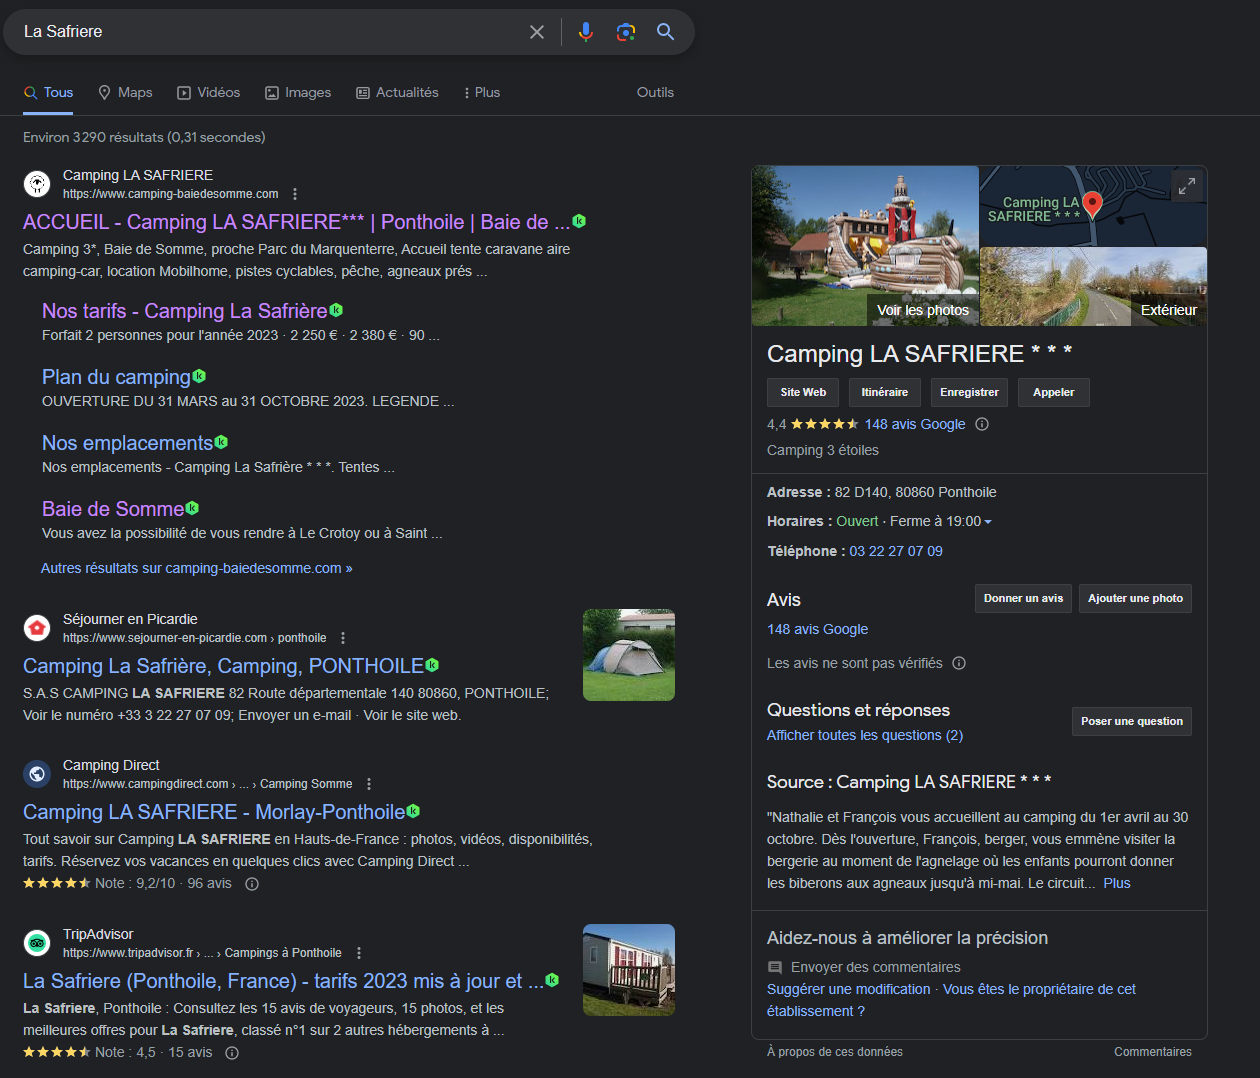 La Safriere
Tous
Maps
Vidéos
Images
Actualités
Plus
Outils
Environ 3 290 résultats (0,31 secondes)
Camping LA SAFRIERE
https://www.camping-baiedesomme.com
ACCUEIL - Camping LA SAFRIERE*** | Ponthoile | Baie de ...
Camping 3*, Baie de Somme, proche Parc du Marquenterre, Accueil tente caravane aire
camping-car, location Mobilhome, pistes cyclables, pêche, agneaux prés ...
Nos tarifs - Camping La Safrière
Forfait 2 personnes pour l'année 2023 · 2 250 € · 2 380 € · 90 ...
Plan du camping
OUVERTURE DU 31 MARS au 31 OCTOBRE 2023. LEGENDE ...
Nos emplacements
Nos emplacements - Camping La Safrière * * *. Tentes ...
Baie de Somme
Vous avez la possibilité de vous rendre à Le Crotoy ou à Saint ...
Autres résultats sur camping-baiedesomme.com »
Séjourner en Picardie
https://www.sejourner-en-picardie.com › ponthoile
Camping La Safrière, Camping, PONTHOILE
S.A.S CAMPING LA SAFRIERE 82 Route départementale 140 80860, PONTHOILE;
Voir le numéro +33 3 22 27 07 09; Envoyer un e-mail · Voir le site web.
Camping Direct
https://www.campingdirect.com › ... › Camping Somme
Camping LA SAFRIERE - Morlay-Ponthoile
Tout savoir sur Camping LA SAFRIERE en Hauts-de-France : photos, vidéos, disponibilités,
tarifs. Réservez vos vacances en quelques clics avec Camping Direct ...
Note : 9,2/10 · 96 avis
TripAdvisor
https://www.tripadvisor.fr › ... › Campings à Ponthoile
La Safriere (Ponthoile, France) - tarifs 2023 mis à jour et ...
La Safriere, Ponthoile : Consultez les 15 avis de voyageurs, 15 photos, et les
meilleures offres pour La Safriere, classé n°1 sur 2 autres hébergements à ...
Note : 4,5 · 15 avis
Camping LA
SAFRIERE * * *
Voir les photos
Extérieur
Camping LA SAFRIERE * * *
Site Web
Itinéraire
Enregistrer
Appeler
4,4
148 avis Google
Camping 3 étoiles
Adresse : 82 D140, 80860 Ponthoile
Horaires : Ouvert · Ferme à 19:00
Téléphone : 03 22 27 07 09
Avis
Donner un avis
Ajouter une photo
148 avis Google
Les avis ne sont pas vérifiés
Questions et réponses
Poser une question
Afficher toutes les questions (2)
Source : Camping LA SAFRIERE * * *
"Nathalie et François vous accueillent au camping du 1er avril au 30
octobre. Dès l'ouverture, François, berger, vous emmène visiter la
bergerie au moment de l'agnelage où les enfants pourront donner
les biberons aux agneaux jusqu'à mi-mai. Le circuit... Plus
Aidez-nous à améliorer la précision
Envoyer des commentaires
Suggérer une modification · Vous êtes le propriétaire de cet
établissement ?
À propos de ces données
Commentaires